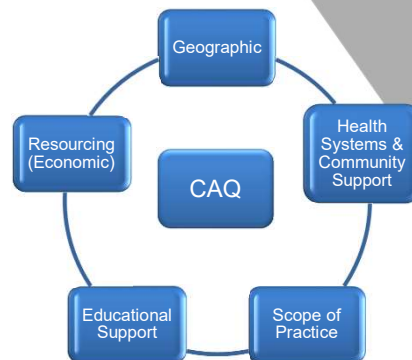 Geographic
Health
Systems &
Community
Support
Resourcing
(Economic)
CAQ
Educational
Support
Scope of
Practice